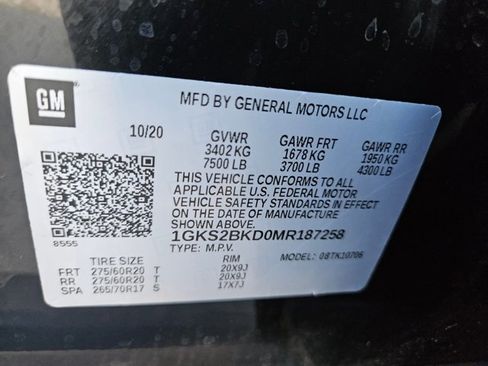 GM
MFD BY GENERAL MOTORS LLC
10/20 GVWR GAWR FRT GAWR RR
3402 KG 1678 KG 1950 KG
7500 LB 3700 LB 4300 LB
THIS VEHICLE CONFORMS TO ALL
APPLICABLE U.S. FEDERAL MOTOR
VEHICLE SAFETY STANDARDS IN EFFECT
ON THE DATE OF MANUFACTURE
SHOWN ABOVE.
1GKS2BKD0MR187258
8555
TYPE: M.P.V. MODEL: 0BTK10706
TIRE SIZE RIM
FRT 275/60R20 T 20X9J
RR 275/60R20 T 20X9J
SPA 265/70R17 S 17X7J